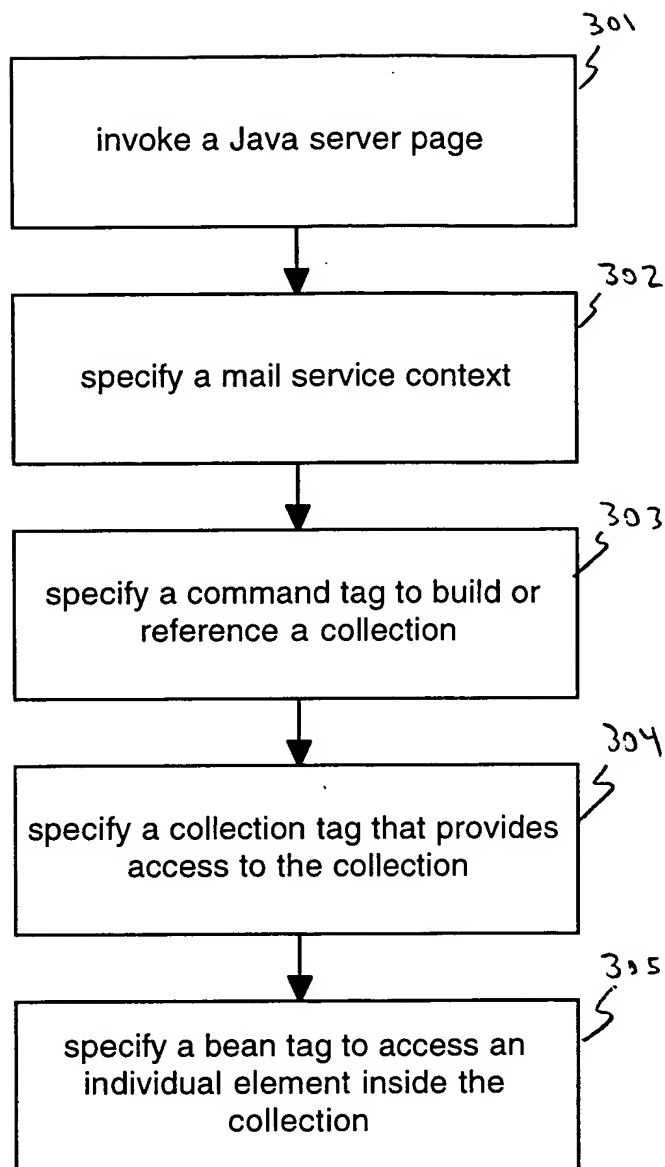 301
invoke a Java server page
302
specify a mail service context
303
specify a command tag to build or
reference a collection
304
specify a collection tag that provides
access to the collection
305
specify a bean tag to access an
individual element inside the
collection